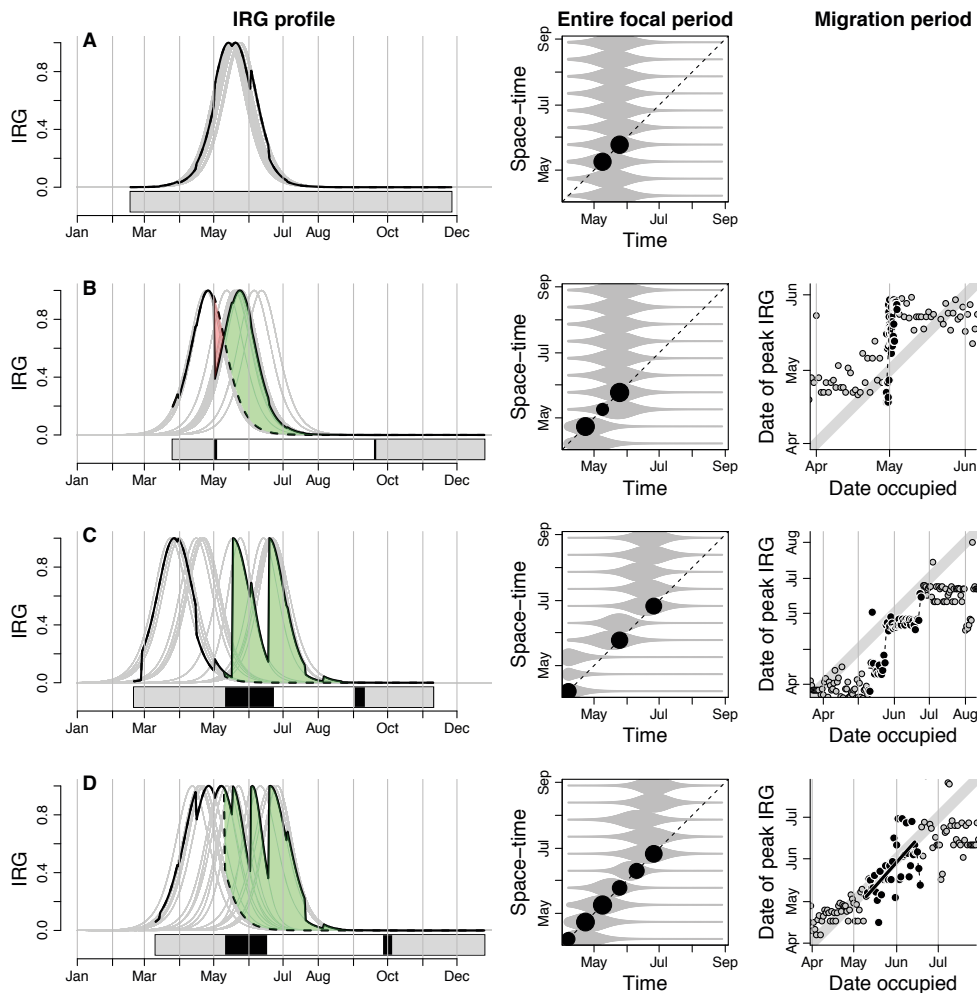 IRG profile
Entire focal period
Migration period
A
IRG
0.0 0.4 0.8
Jan Mar May Jul Aug Oct Dec
Space−time
May Jul Sep
May Jul Sep
Time
B
IRG
0.0 0.4 0.8
Jan Mar May Jul Aug Oct Dec
Space−time
May Jul Sep
May Jul Sep
Time
Date of peak IRG
Apr May Jun
Apr May Jun
Date occupied
C
IRG
0.0 0.4 0.8
Jan Mar May Jul Aug Oct Dec
Space−time
May Jul Sep
May Jul Sep
Time
Date of peak IRG
Apr Jun Jul Aug
Apr Jun Jul Aug
Date occupied
D
IRG
0.0 0.4 0.8
Jan Mar May Jul Aug Oct Dec
Space−time
May Jul Sep
May Jul Sep
Time
Date of peak IRG
Apr May Jun Jul
Apr May Jun Jul
Date occupied